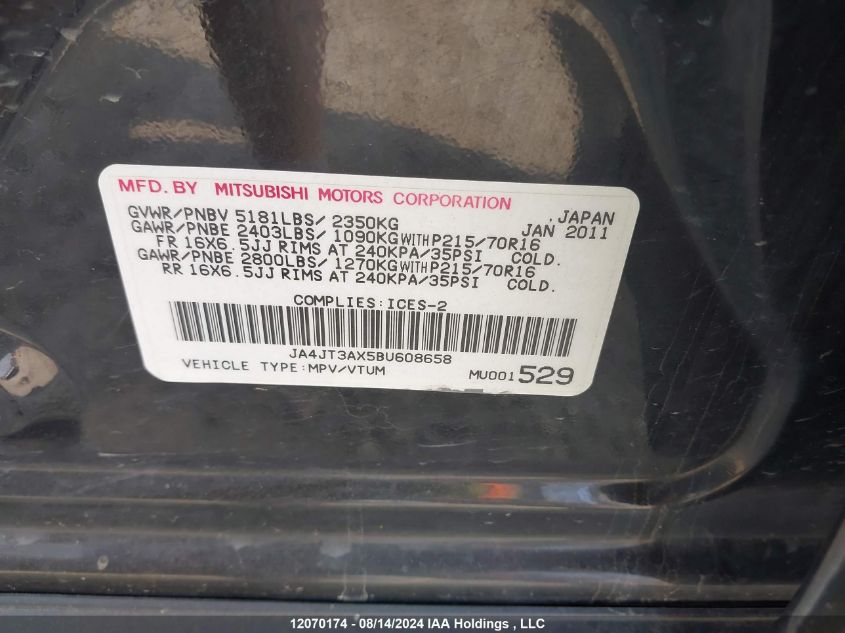 MFD.BY MITSUBISHI MOTORS CORPORATION , JAPAN
GVWR/PNBV 5181LBS/2350KG JAN 2011
GAWR/PNBE 2403LBS/1090KG WITH P215/70R16
FR 16X6.5JJ RIMS AT 240KPA/35PSI COLD.
GAWR/PNBE 2800LBS/1270KG WITH P215/70R16
RR 16X6.5JJ RIMS AT 240KPA/35PSI COLD.
COMPLIES:ICES-2
JA4JT3AX5BU608658
VEHICLE TYPE:MPV/VTUM MU001529
12070174 - 08/14/2024 IAA Holdings , LLC